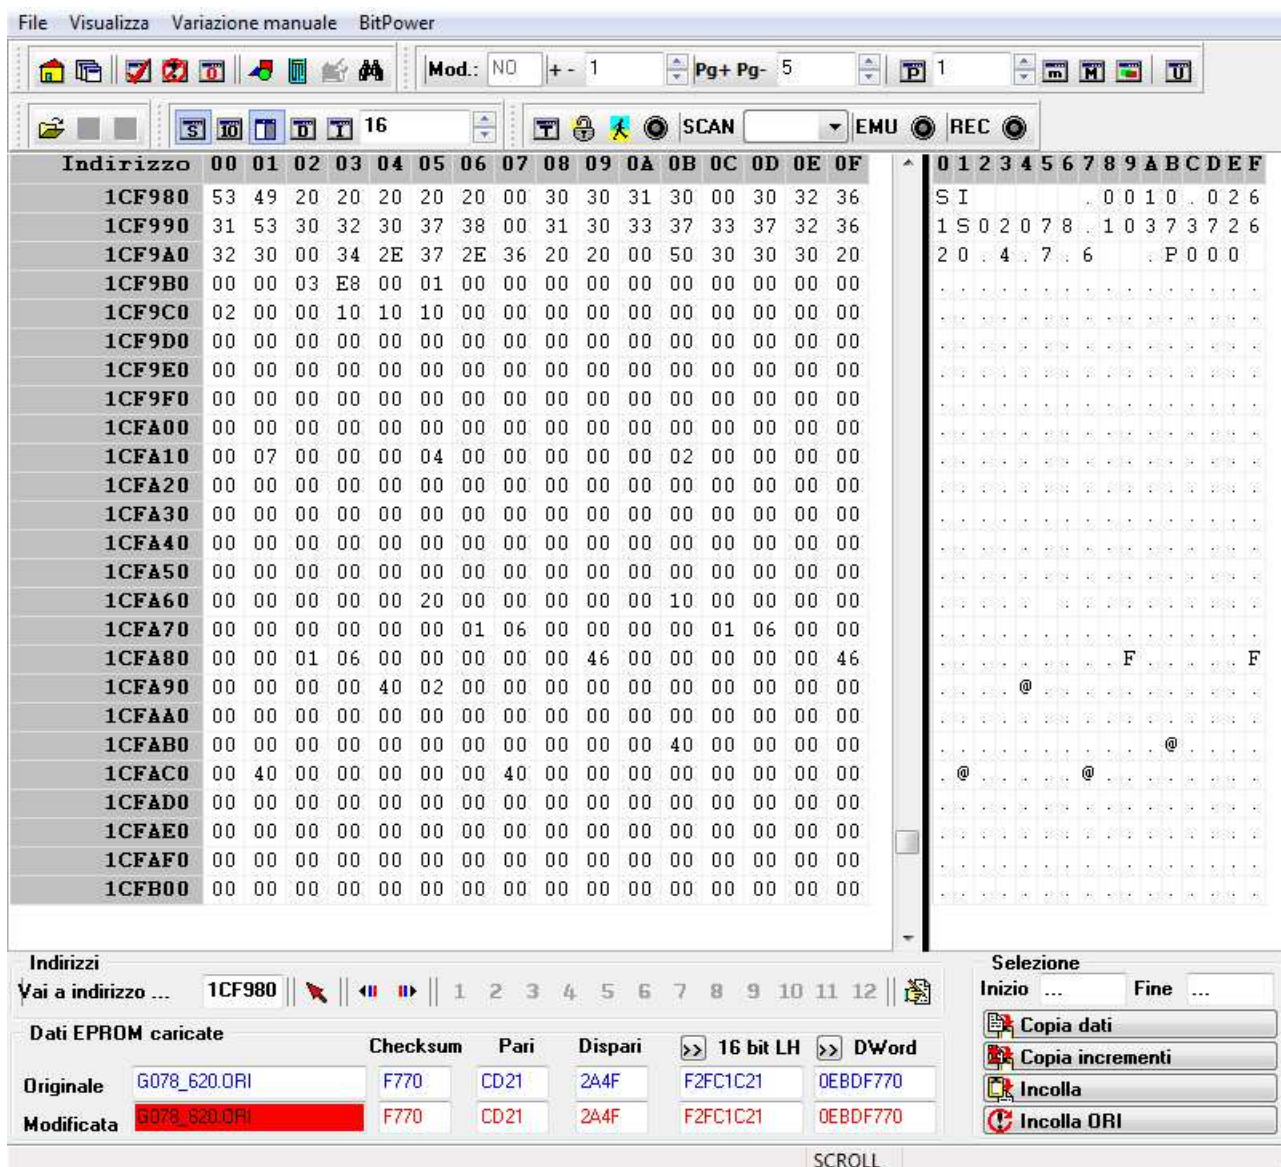 File Visualizza Variazione manuale BitPower
Mod.: NO + - 1 Pg+ Pg- 5 P 1 m M U
S 10 D I 16 T SCAN EMU REC
Indirizzo 00 01 02 03 04 05 06 07 08 09 0A 0B 0C 0D 0E 0F 0 1 2 3 4 5 6 7 8 9 A B C D E F
1CF980 53 49 20 20 20 20 20 00 30 30 31 30 00 30 32 36 S I . 0 0 1 0 . 0 2 6
1CF990 31 53 30 32 30 37 38 00 31 30 33 37 33 37 32 36 1 S 0 2 0 7 8 . 1 0 3 7 3 7 2 6
1CF9A0 32 30 00 34 2E 37 2E 36 20 20 00 50 30 30 30 20 2 0 . 4 . 7 . 6 . P 0 0 0
1CF9B0 00 00 03 E8 00 01 00 00 00 00 00 00 00 00 00 00 . . . . . . . . . . . . . . . .
1CF9C0 02 00 00 10 10 10 00 00 00 00 00 00 00 00 00 00 . . . . . . . . . . . . . . . .
1CF9D0 00 00 00 00 00 00 00 00 00 00 00 00 00 00 00 00 . . . . . . . . . . . . . . . .
1CF9E0 00 00 00 00 00 00 00 00 00 00 00 00 00 00 00 00 . . . . . . . . . . . . . . . .
1CF9F0 00 00 00 00 00 00 00 00 00 00 00 00 00 00 00 00 . . . . . . . . . . . . . . . .
1CFA00 00 00 00 00 00 00 00 00 00 00 00 00 00 00 00 00 . . . . . . . . . . . . . . . .
1CFA10 00 07 00 00 00 04 00 00 00 00 00 02 00 00 00 00 . . . . . . . . . . . . . . . .
1CFA20 00 00 00 00 00 00 00 00 00 00 00 00 00 00 00 00 . . . . . . . . . . . . . . . .
1CFA30 00 00 00 00 00 00 00 00 00 00 00 00 00 00 00 00 . . . . . . . . . . . . . . . .
1CFA40 00 00 00 00 00 00 00 00 00 00 00 00 00 00 00 00 . . . . . . . . . . . . . . . .
1CFA50 00 00 00 00 00 00 00 00 00 00 00 00 00 00 00 00 . . . . . . . . . . . . . . . .
1CFA60 00 00 00 00 00 20 00 00 00 00 00 10 00 00 00 00 . . . . . . . . . . . . . . .
1CFA70 00 00 00 00 00 00 01 06 00 00 00 00 01 06 00 00 . . . . . . . . . . . . . . . .
1CFA80 00 00 01 06 00 00 00 00 00 46 00 00 00 00 00 46 . . . . . . . . . F . . . . . F
1CFA90 00 00 00 00 40 02 00 00 00 00 00 00 00 00 00 00 . . . . @ . . . . . . . . . . .
1CFAA0 00 00 00 00 00 00 00 00 00 00 00 00 00 00 00 00 . . . . . . . . . . . . . . . .
1CFAB0 00 00 00 00 00 00 00 00 00 00 00 40 00 00 00 00 . . . . . . . . . . . @ . . . .
1CFAC0 00 40 00 00 00 00 00 40 00 00 00 00 00 00 00 00 . @ . . . . . @ . . . . . . . .
1CFAD0 00 00 00 00 00 00 00 00 00 00 00 00 00 00 00 00 . . . . . . . . . . . . . . . .
1CFAE0 00 00 00 00 00 00 00 00 00 00 00 00 00 00 00 00 . . . . . . . . . . . . . . . .
1CFAF0 00 00 00 00 00 00 00 00 00 00 00 00 00 00 00 00 . . . . . . . . . . . . . . . .
1CFB00 00 00 00 00 00 00 00 00 00 00 00 00 00 00 00 00 . . . . . . . . . . . . . . . .
Indirizzi
Vai a indirizzo ... 1CF980 1 2 3 4 5 6 7 8 9 10 11 12
Selezione
Inizio ... Fine ...
Copia dati
Copia incrementi
Incolla
Incolla ORI
Dati EPROM caricate Checksum Pari Dispari >> 16 bit LH >> DWord
Originale G078_620.ORI F770 CD21 2A4F F2FC1C21 0EBDF770
Modificata G078_620.ORI F770 CD21 2A4F F2FC1C21 0EBDF770
SCROLL